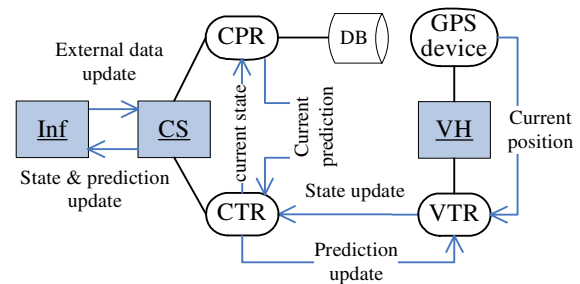 External data
update
Inf
CS
State & prediction
update
CPR
DB
current state
Current
prediction
CTR
State update
Prediction
update
GPS
device
VH
Current
position
VTR